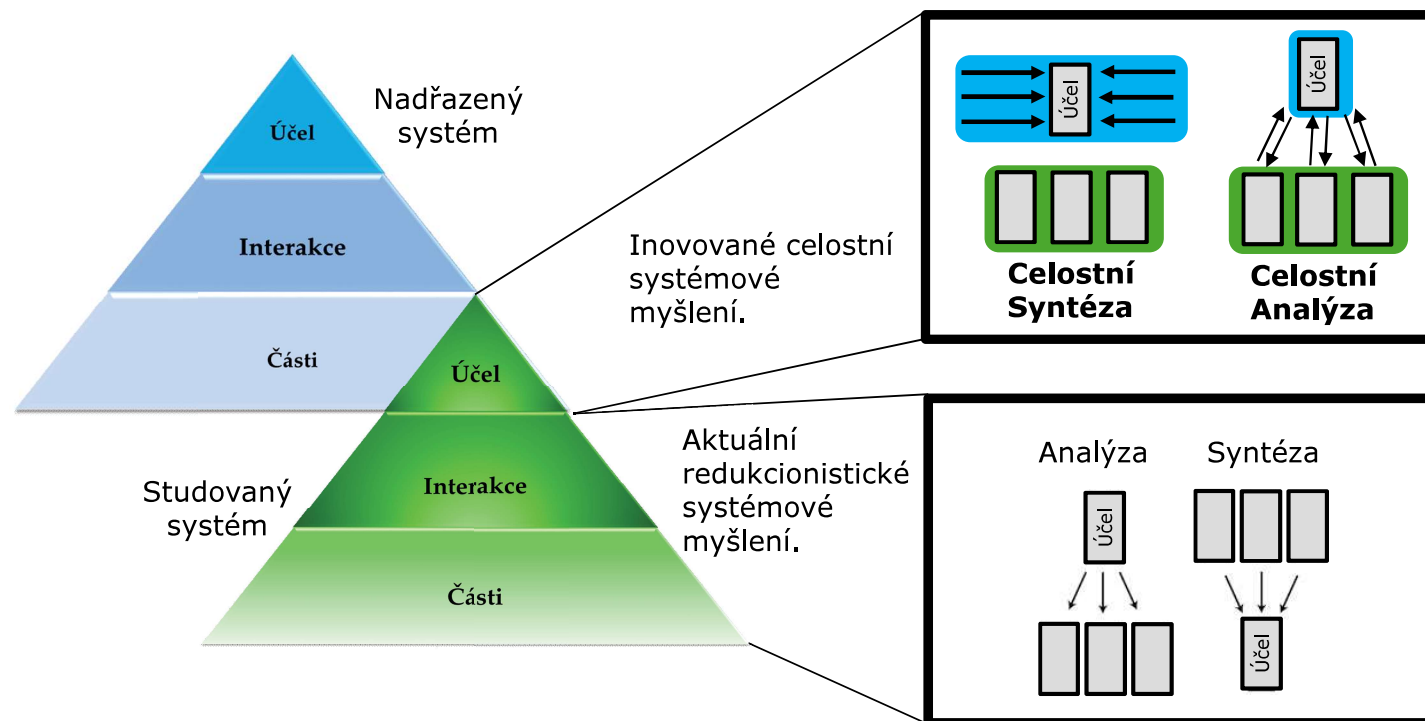 Nadřazený
systém
Účel
Interakce
Části
Účel
Interakce
Části
Studovaný
systém
Inovované celostní
systémové
myšlení.
Aktuální
redukcionistické
systémové
myšlení.
Účel
Účel
Celostní
Syntéza
Celostní
Analýza
Analýza
Syntéza
Účel
Účel